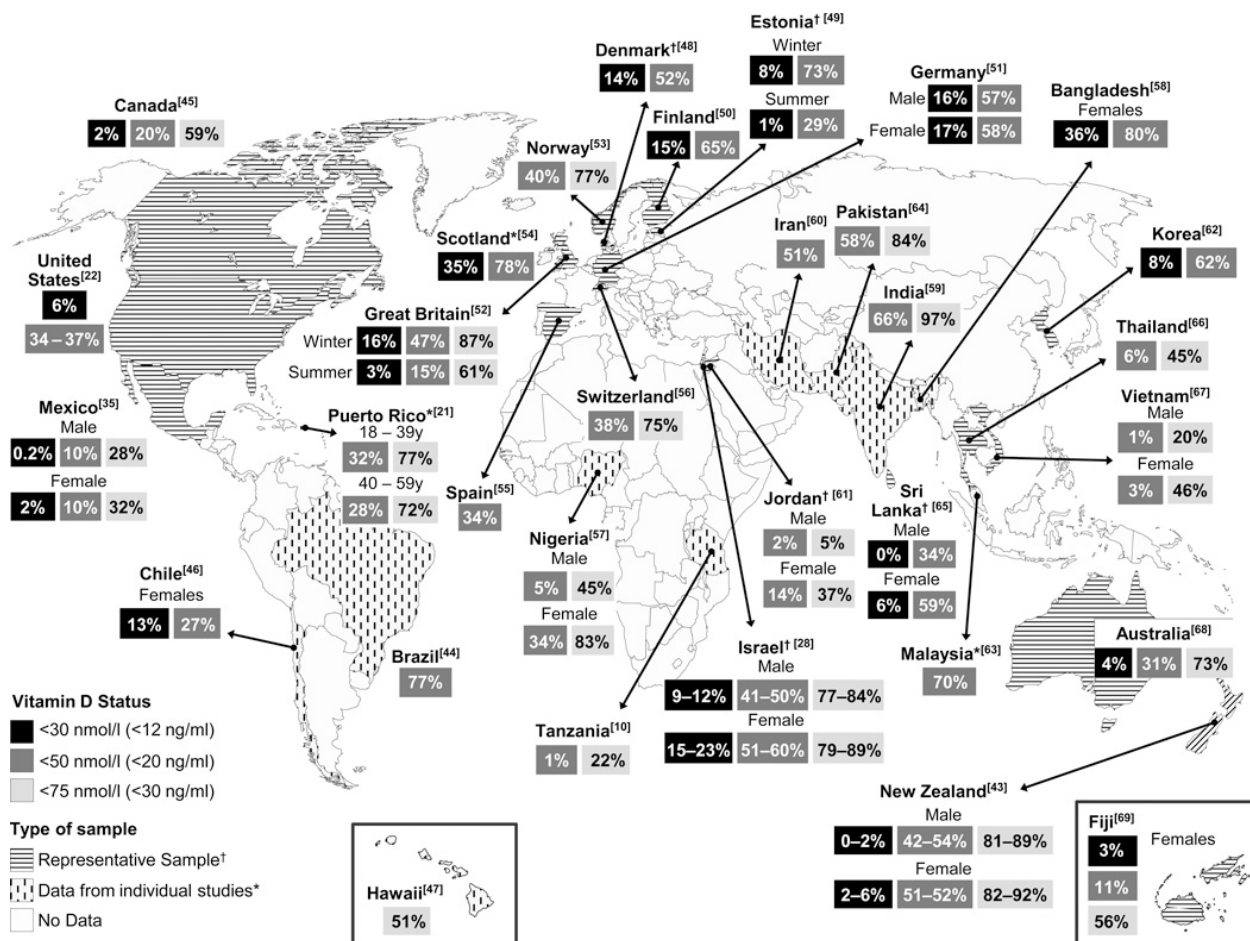 Canada[45]
2% 20% 59%
United
States[22]
6%
34 – 37%
Mexico[35]
Male
0.2% 10% 28%
Female
2% 10% 32%
Puerto Rico*[21]
18 – 39y
32% 77%
40 – 59y
28% 72%
Chile[46]
Females
13% 27%
Brazil[44]
77%
Denmark†[48]
14% 52%
Estonia† [49]
Winter
8% 73%
Summer
1% 29%
Finland[50]
15% 65%
Norway[53]
40% 77%
Germany[51]
Male 16% 57%
Female 17% 58%
Scotland*[54]
35% 78%
Great Britain[52]
Winter 16% 47% 87%
Summer 3% 15% 61%
Switzerland[56]
38% 75%
Spain[55]
34%
Nigeria[57]
Male
5% 45%
Female
34% 83%
Tanzania[10]
1% 22%
Israel† [28]
Male
9–12% 41–50% 77–84%
Female
15–23% 51–60% 79–89%
Jordan† [61]
Male
2% 5%
Female
14% 37%
Iran[60]
51%
Pakistan[64]
58% 84%
India[59]
66% 97%
Bangladesh[58]
Females
36% 80%
Korea[62]
8% 62%
Thailand[66]
6% 45%
Vietnam[67]
Male
1% 20%
Female
3% 46%
Sri
Lanka† [65]
Male
0% 34%
Female
6% 59%
Malaysia*[63]
70%
Australia[68]
4% 31% 73%
New Zealand[43]
Male
0–2% 42–54% 81–89%
Female
2–6% 51–52% 82–92%
Fiji[69]
Females
3%
11%
56%
Hawaii[47]
51%
Vitamin D Status
<30 nmol/l (<12 ng/ml)
<50 nmol/l (<20 ng/ml)
<75 nmol/l (<30 ng/ml)
Type of sample
Representative Sample†
Data from individual studies*
No Data